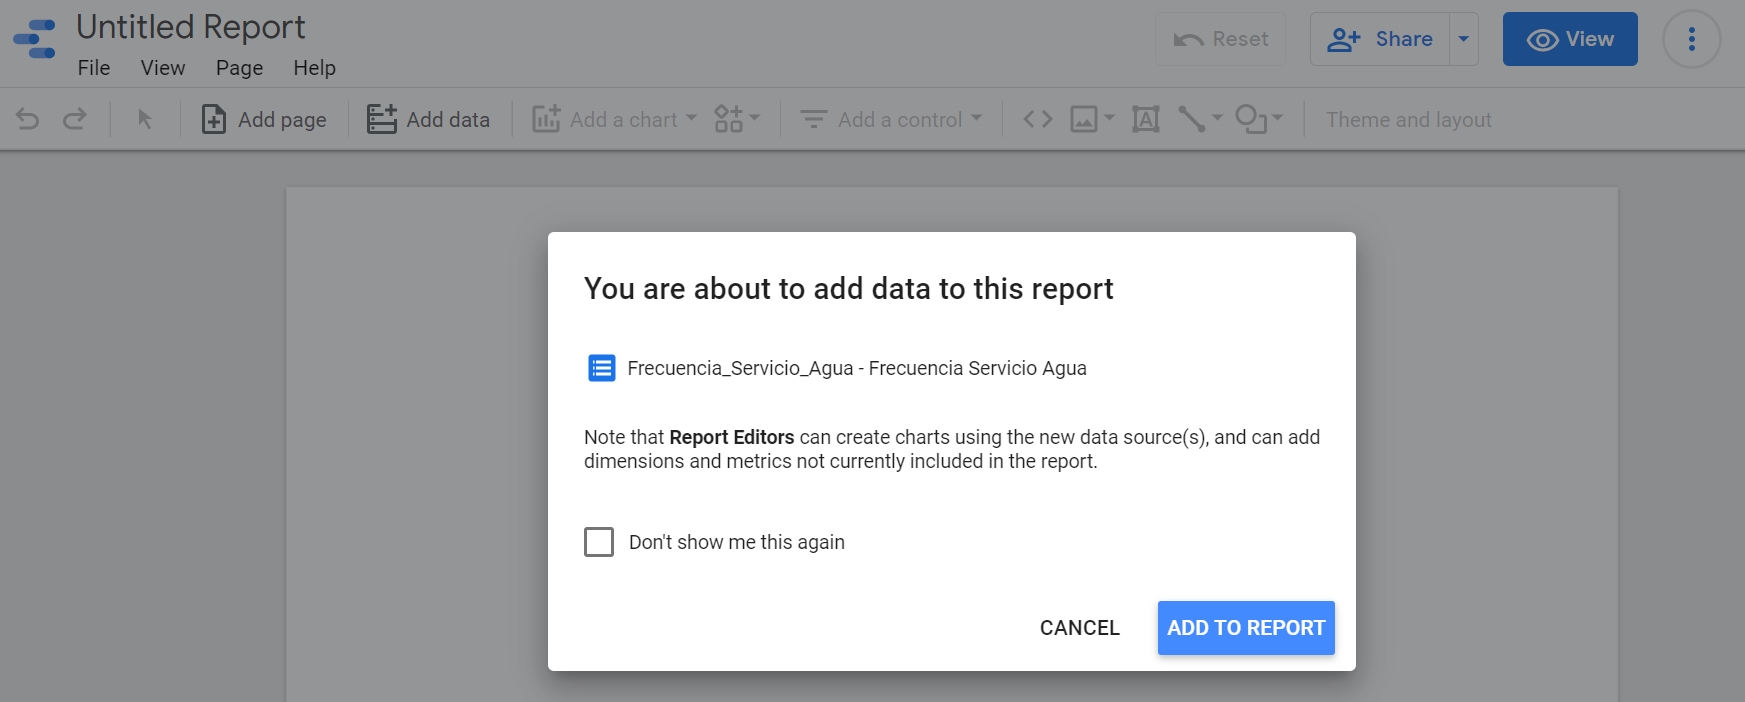 Untitled Report
File View Page Help
Reset Share View
Add page Add data Add a chart Add a control A Theme and layout
You are about to add data to this report
Frecuencia_Servicio_Agua - Frecuencia Servicio Agua
Note that Report Editors can create charts using the new data source(s), and can add
dimensions and metrics not currently included in the report.
Don't show me this again
CANCEL ADD TO REPORT